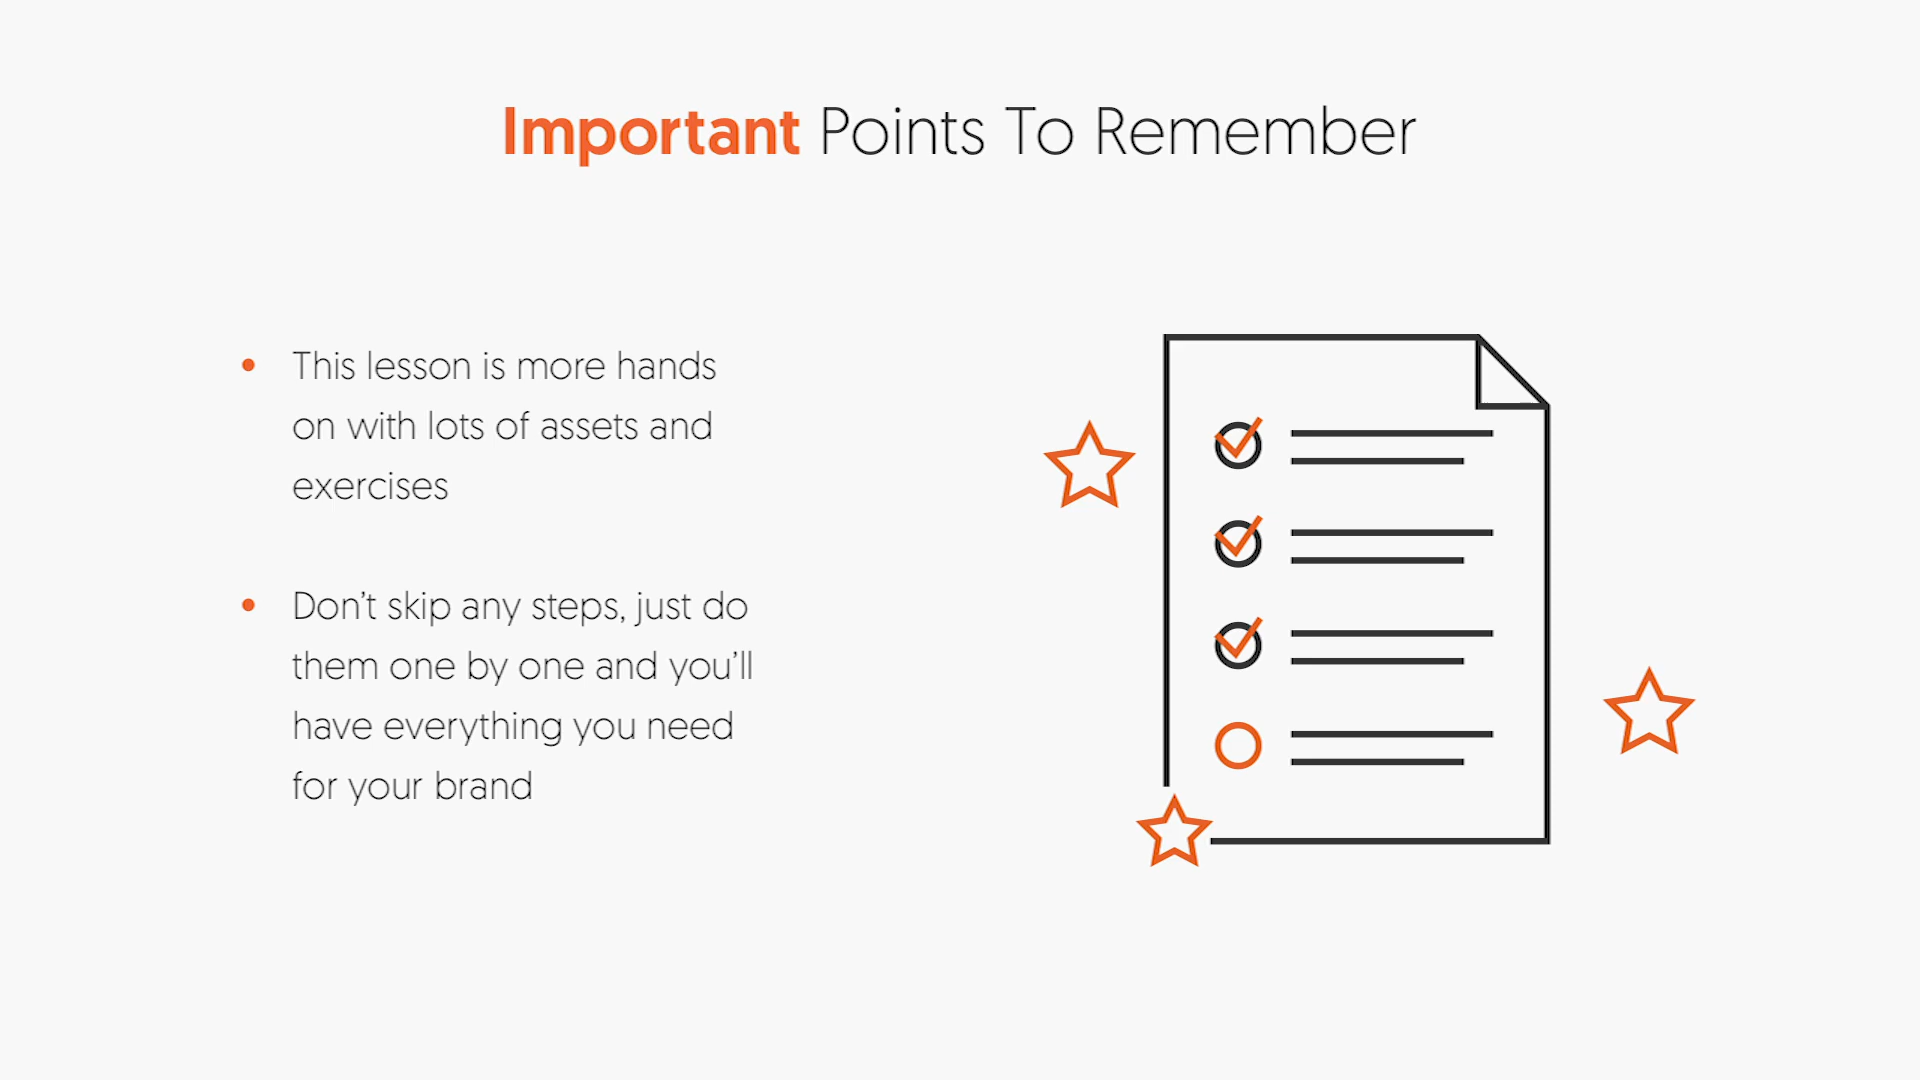 Important Points To Remember
• This lesson is more hands
on with lots of assets and
exercises
• Don’t skip any steps, just do
them one by one and you’ll
have everything you need
for your brand